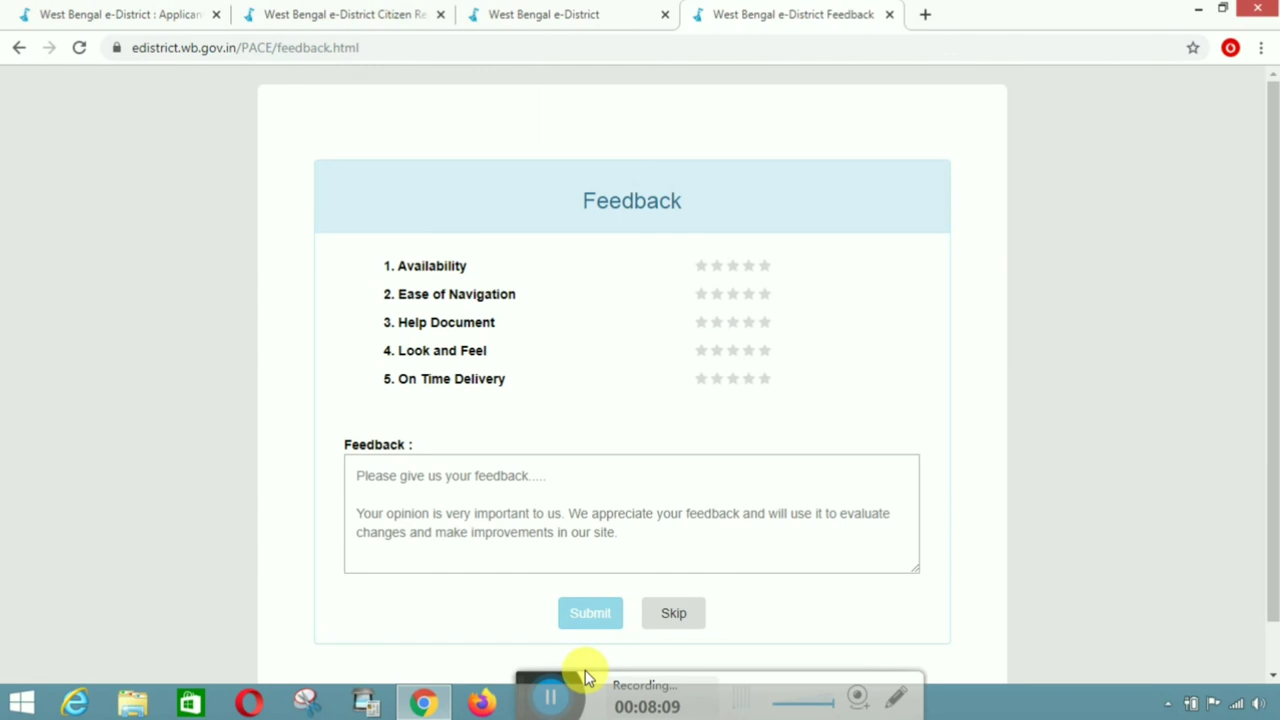 West Bengal e-District : Applican
West Bengal e-District Citizen Re
West Bengal e-District
West Bengal e-District Feedback
edistrict.wb.gov.in/PACE/feedback.html
Feedback
1. Availability
2. Ease of Navigation
3. Help Document
4. Look and Feel
5. On Time Delivery
Feedback :
Please give us your feedback.....
Your opinion is very important to us. We appreciate your feedback and will use it to evaluate
changes and make improvements in our site.
Submit
Skip
Recording...
00:08:09